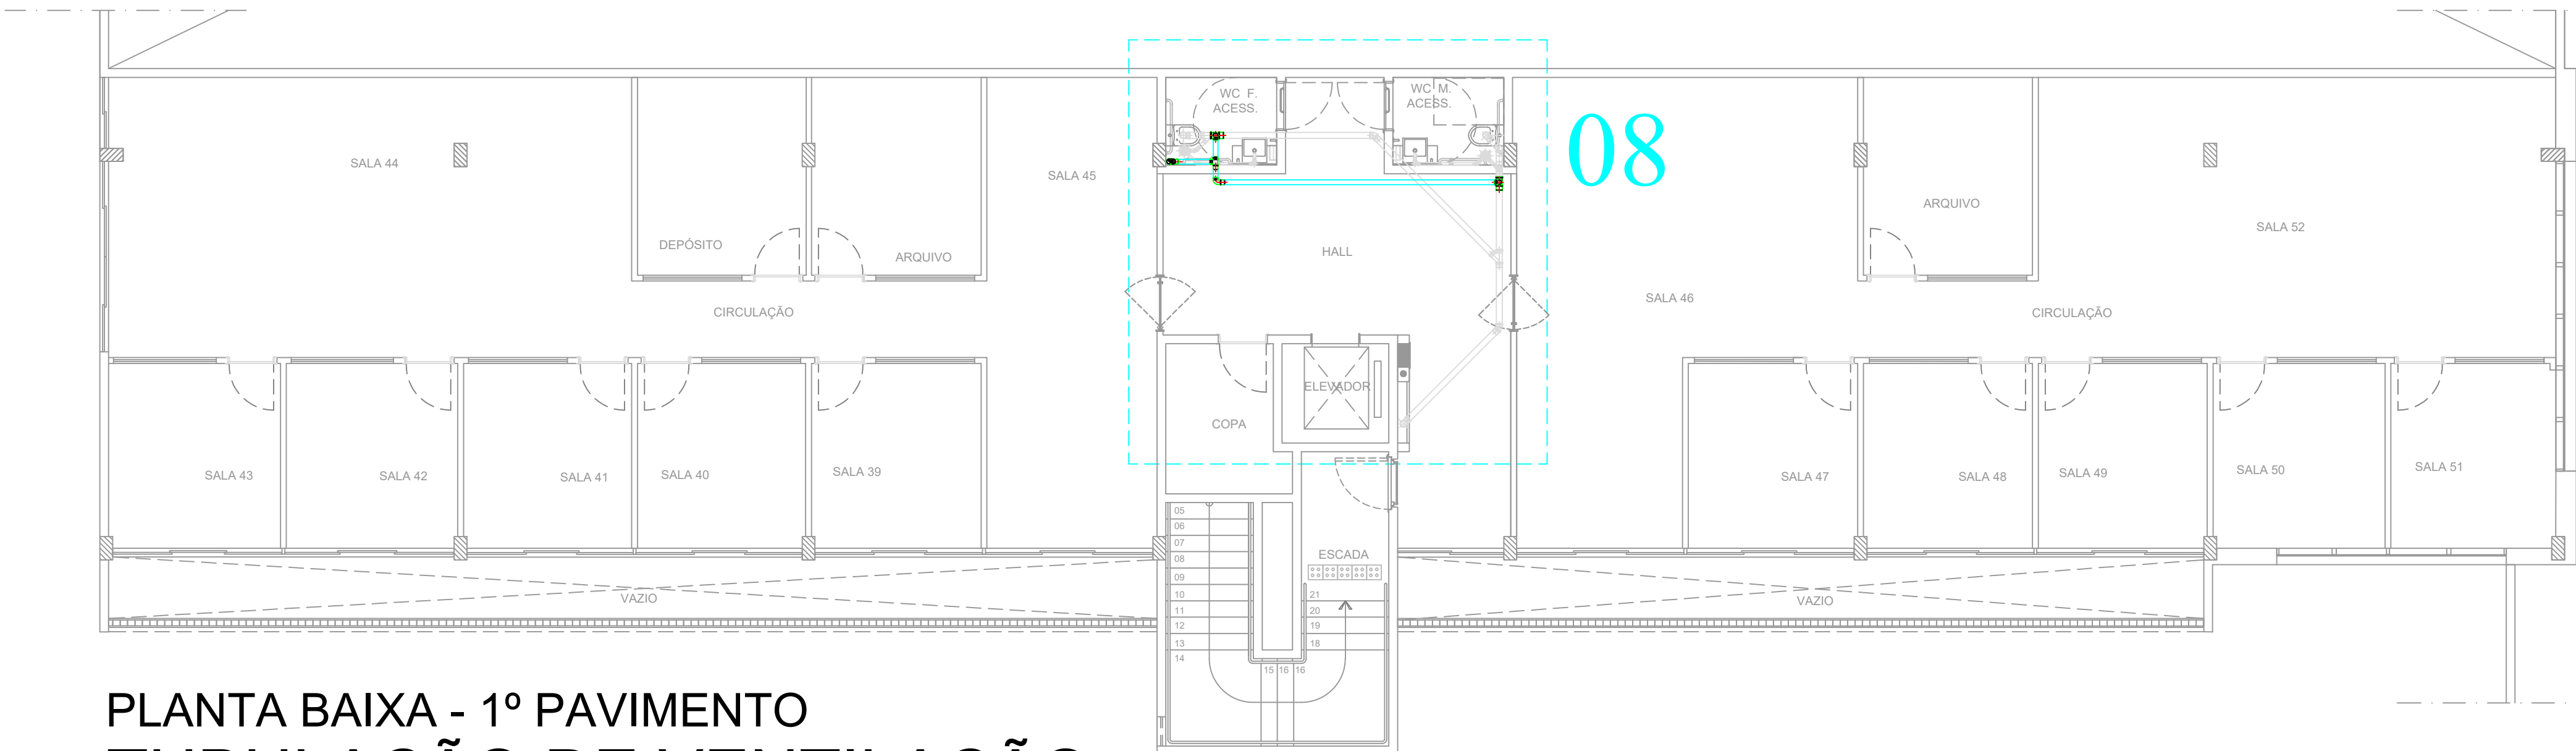 WC F.
ACESS.
WC M.
ACESS.
08
SALA 44
SALA 45
DEPÓSITO
ARQUIVO
HALL
ARQUIVO
SALA 52
SALA 46
CIRCULAÇÃO
CIRCULAÇÃO
ELEVADOR
COPA
SALA 43
SALA 42
SALA 41
SALA 40
SALA 39
SALA 47
SALA 48
SALA 49
SALA 50
SALA 51
05
06
07
08
09
10
11
12
13
14
15 16 16
ESCADA
21
20
19
18
VAZIO
VAZIO
PLANTA BAIXA - 1º PAVIMENTO
TUBULAÇÃO DE VENTILAÇÃO